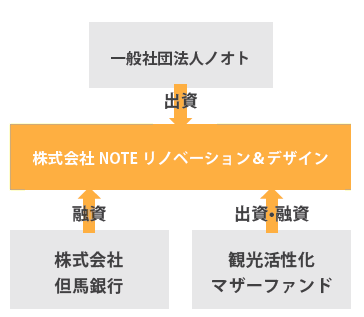 一般社団法人ノオト
出資
株式会社 NOTE リノベーション&デザイン
融資
出資・融資
株式会社
但馬銀行
観光活性化
マザーファンド